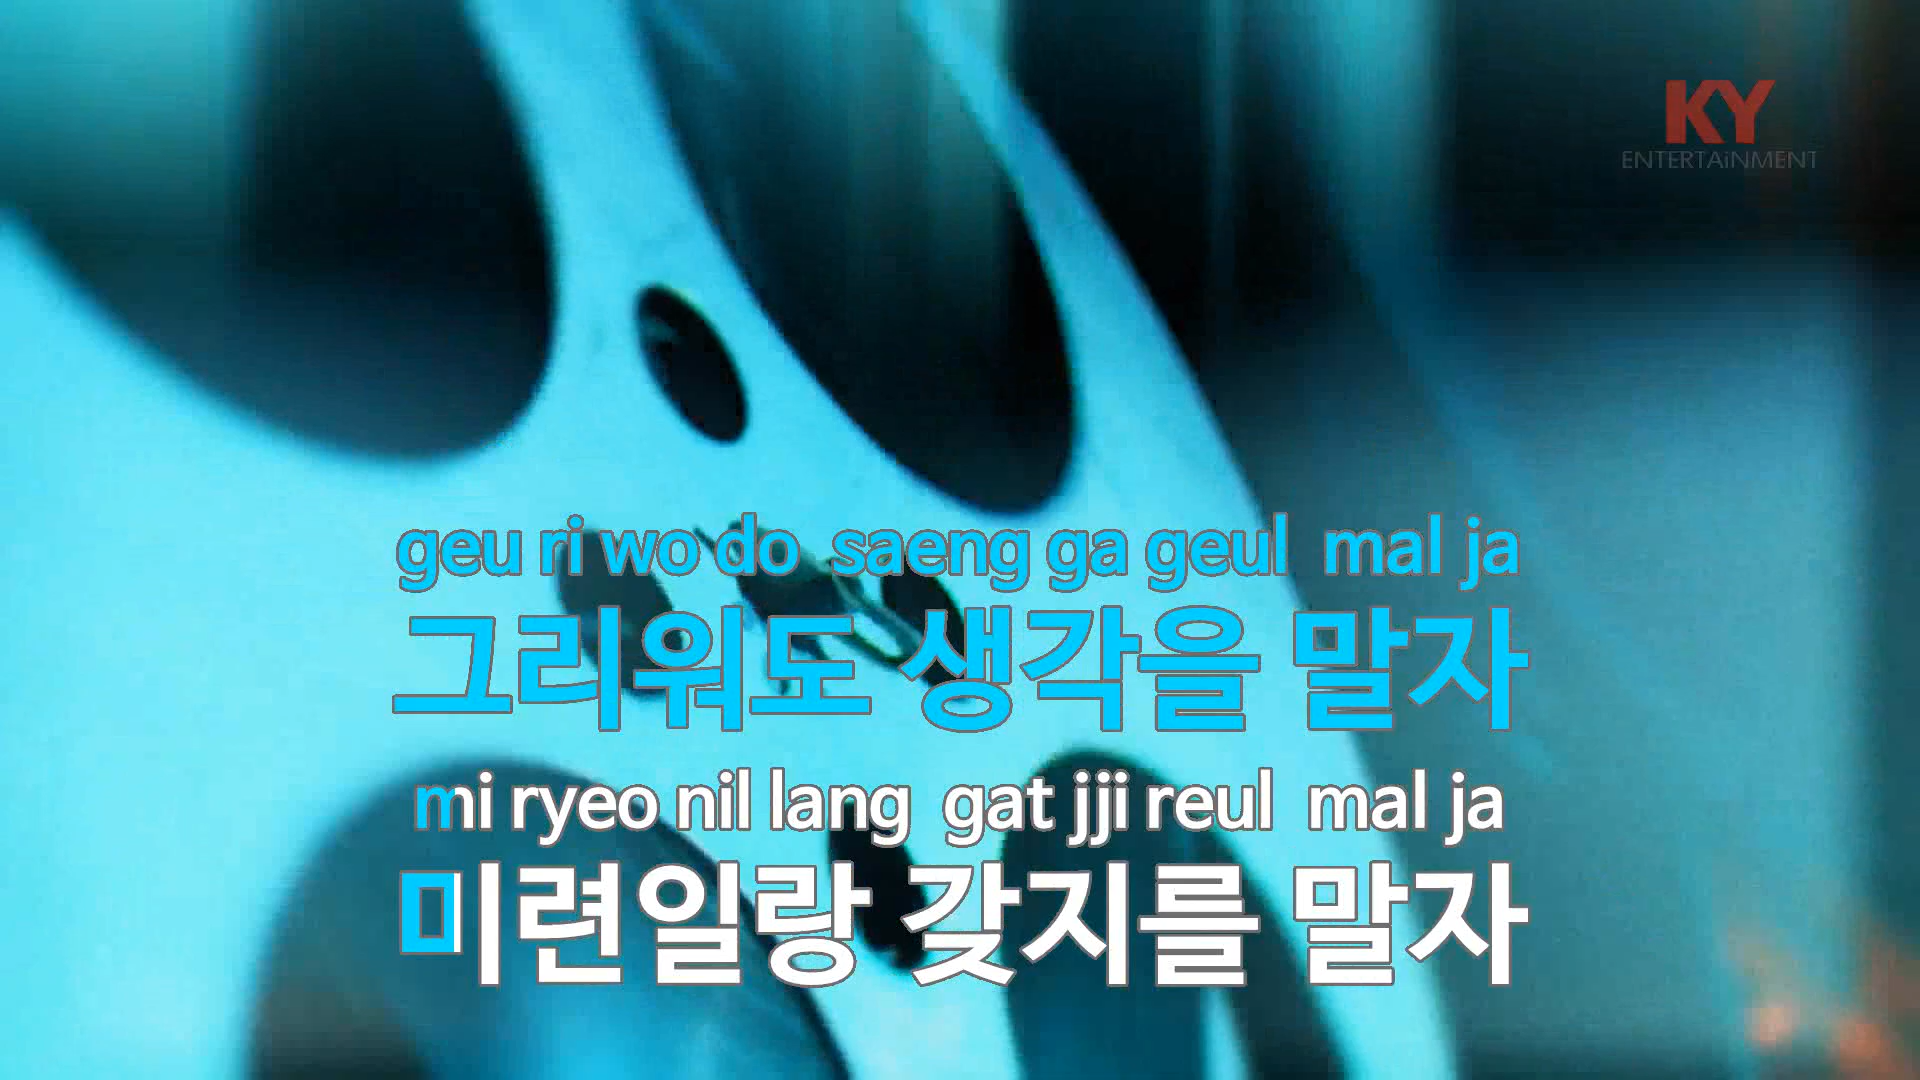 KY
ENTERTAiNMENT
geu ri wo do saeng ga geul mal ja
그리워도 생각을 말자
mi ryeo nil lang gat jji reul mal ja
미련일랑 갖지를 말자